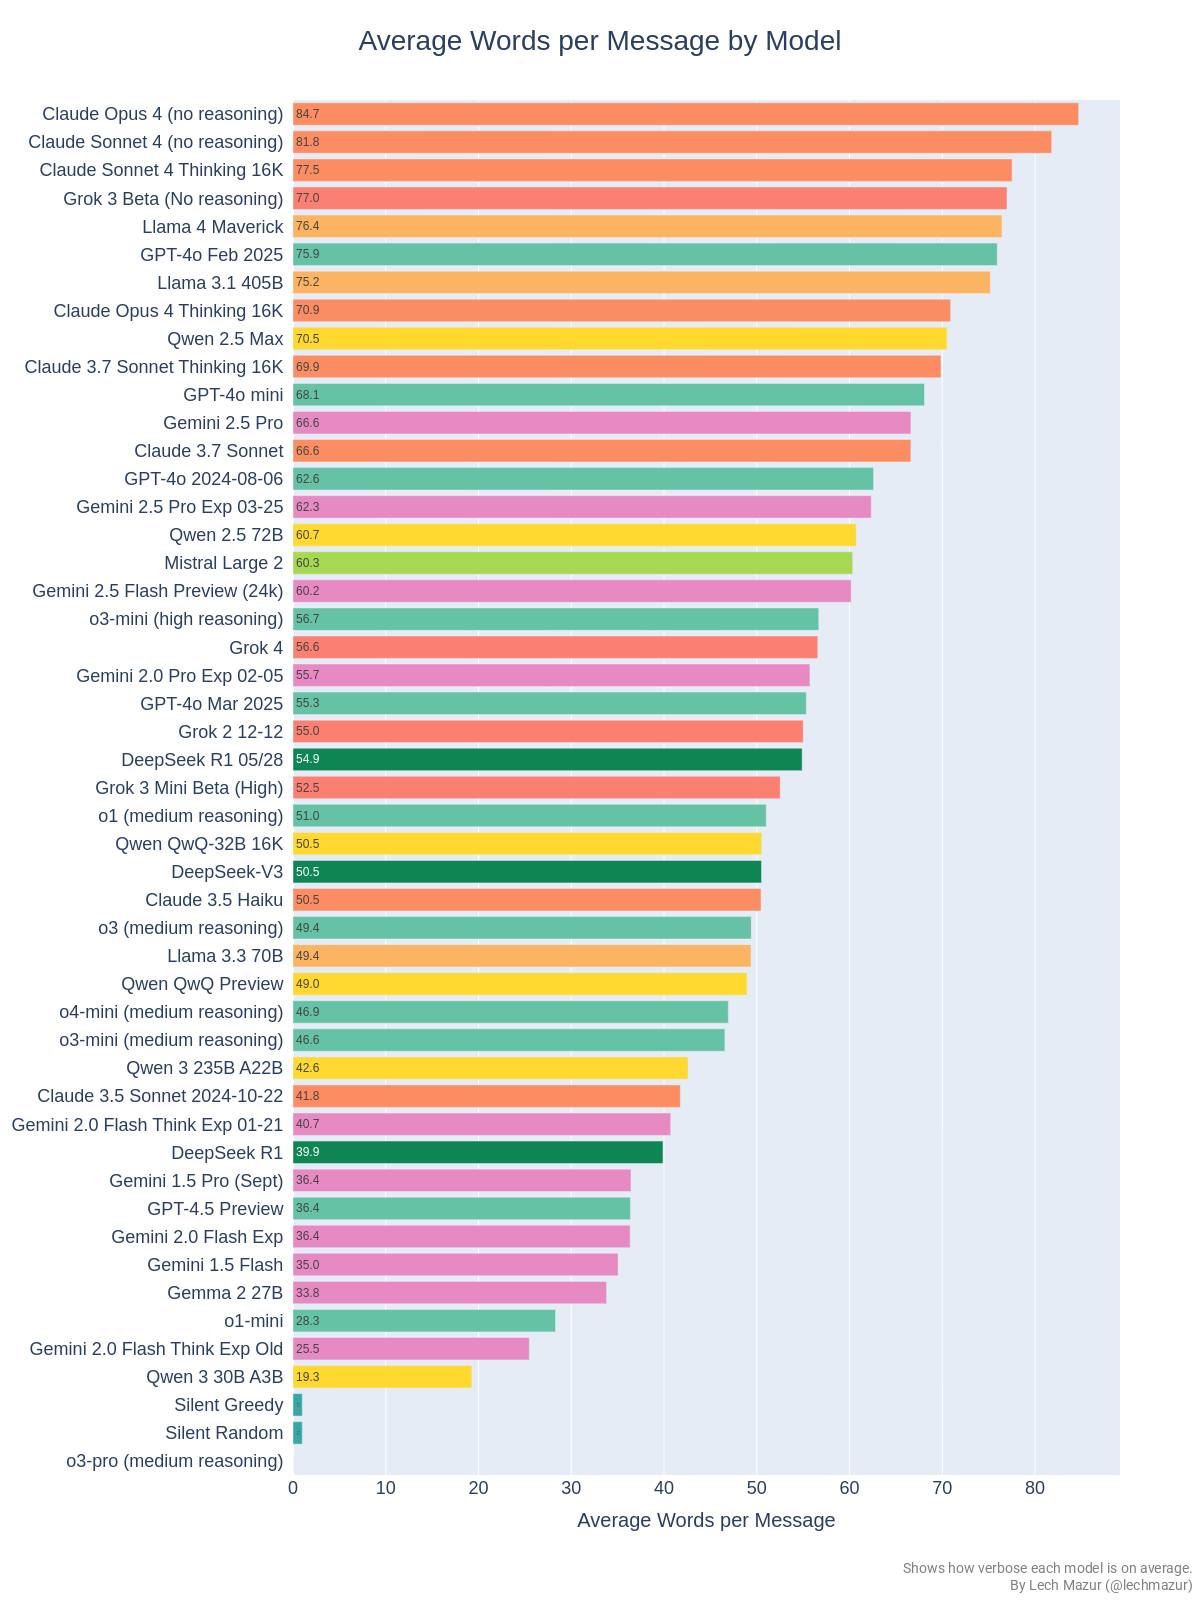 Average Words per Message by Model
Claude Opus 4 (no reasoning) 84.7
Claude Sonnet 4 (no reasoning) 81.8
Claude Sonnet 4 Thinking 16K 77.5
Grok 3 Beta (No reasoning) 77.0
Llama 4 Maverick 76.4
GPT-4o Feb 2025 75.9
Llama 3.1 405B 75.2
Claude Opus 4 Thinking 16K 70.9
Qwen 2.5 Max 70.5
Claude 3.7 Sonnet Thinking 16K 69.9
GPT-4o mini 68.1
Gemini 2.5 Pro 66.6
Claude 3.7 Sonnet 66.6
GPT-4o 2024-08-06 62.6
Gemini 2.5 Pro Exp 03-25 62.3
Qwen 2.5 72B 60.7
Mistral Large 2 60.3
Gemini 2.5 Flash Preview (24k) 60.2
o3-mini (high reasoning) 56.7
Grok 4 56.6
Gemini 2.0 Pro Exp 02-05 55.7
GPT-4o Mar 2025 55.3
Grok 2 12-12 55.0
DeepSeek R1 05/28 54.9
Grok 3 Mini Beta (High) 52.5
o1 (medium reasoning) 51.0
Qwen QwQ-32B 16K 50.5
DeepSeek-V3 50.5
Claude 3.5 Haiku 50.5
o3 (medium reasoning) 49.4
Llama 3.3 70B 49.4
Qwen QwQ Preview 49.0
o4-mini (medium reasoning) 46.9
o3-mini (medium reasoning) 46.6
Qwen 3 235B A22B 42.6
Claude 3.5 Sonnet 2024-10-22 41.8
Gemini 2.0 Flash Think Exp 01-21 40.7
DeepSeek R1 39.9
Gemini 1.5 Pro (Sept) 36.4
GPT-4.5 Preview 36.4
Gemini 2.0 Flash Exp 36.4
Gemini 1.5 Flash 35.0
Gemma 2 27B 33.8
o1-mini 28.3
Gemini 2.0 Flash Think Exp Old 25.5
Qwen 3 30B A3B 19.3
Silent Greedy
Silent Random
o3-pro (medium reasoning)
0 10 20 30 40 50 60 70 80
Average Words per Message
Shows how verbose each model is on average.
By Lech Mazur (@lechmazur)